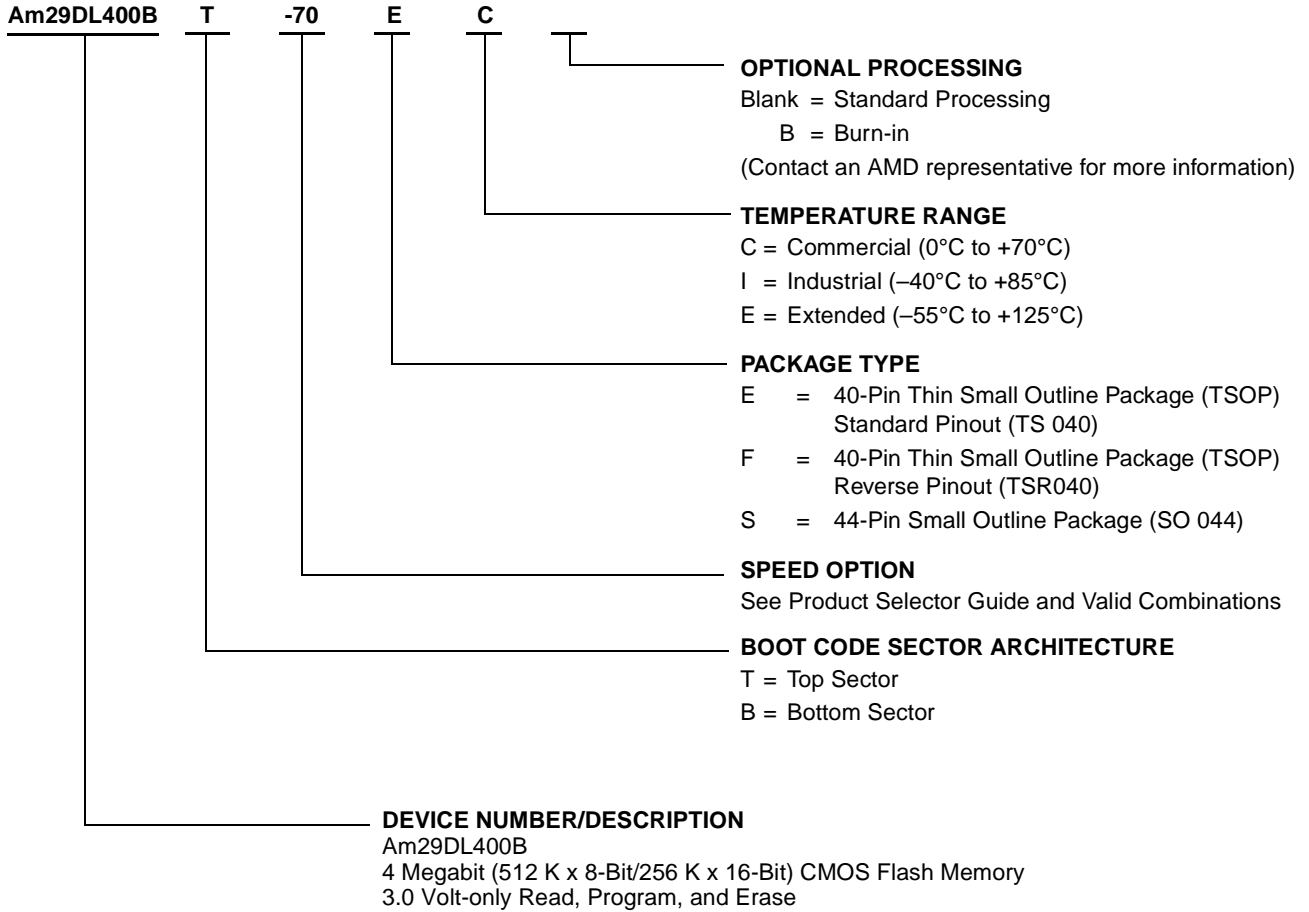 Am29DL400B T -70 E C
OPTIONAL PROCESSING
Blank = Standard Processing
B = Burn-in
(Contact an AMD representative for more information)
TEMPERATURE RANGE
C = Commercial (0°C to +70°C)
I = Industrial (–40°C to +85°C)
E = Extended (–55°C to +125°C)
PACKAGE TYPE
E = 40-Pin Thin Small Outline Package (TSOP)
Standard Pinout (TS 040)
F = 40-Pin Thin Small Outline Package (TSOP)
Reverse Pinout (TSR040)
S = 44-Pin Small Outline Package (SO 044)
SPEED OPTION
See Product Selector Guide and Valid Combinations
BOOT CODE SECTOR ARCHITECTURE
T = Top Sector
B = Bottom Sector
DEVICE NUMBER/DESCRIPTION
Am29DL400B
4 Megabit (512 K x 8-Bit/256 K x 16-Bit) CMOS Flash Memory
3.0 Volt-only Read, Program, and Erase